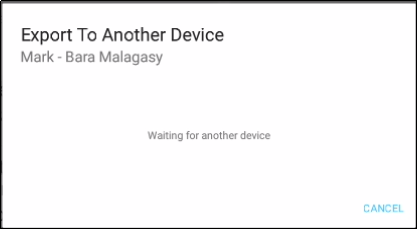 Export To Another Device
Mark - Bara Malagasy
Waiting for another device
CANCEL